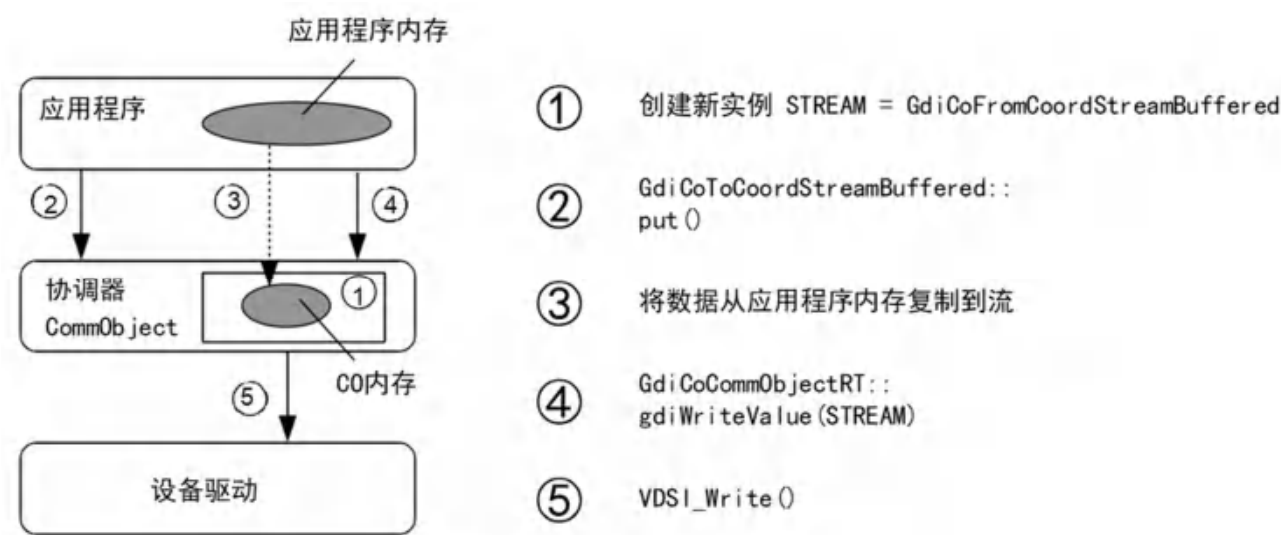 应用程序内存
应用程序
② ③ ④
协调器
CommObject
①
CO内存
⑤
设备驱动
① 创建新实例 STREAM = GdiCoFromCoordStreamBuffered
② GdiCoToCoordStreamBuffered::
put()
③ 将数据从应用程序内存复制到流
④ GdiCoCommObjectRT::
gdiWriteValue(STREAM)
⑤ VDSI_Write()